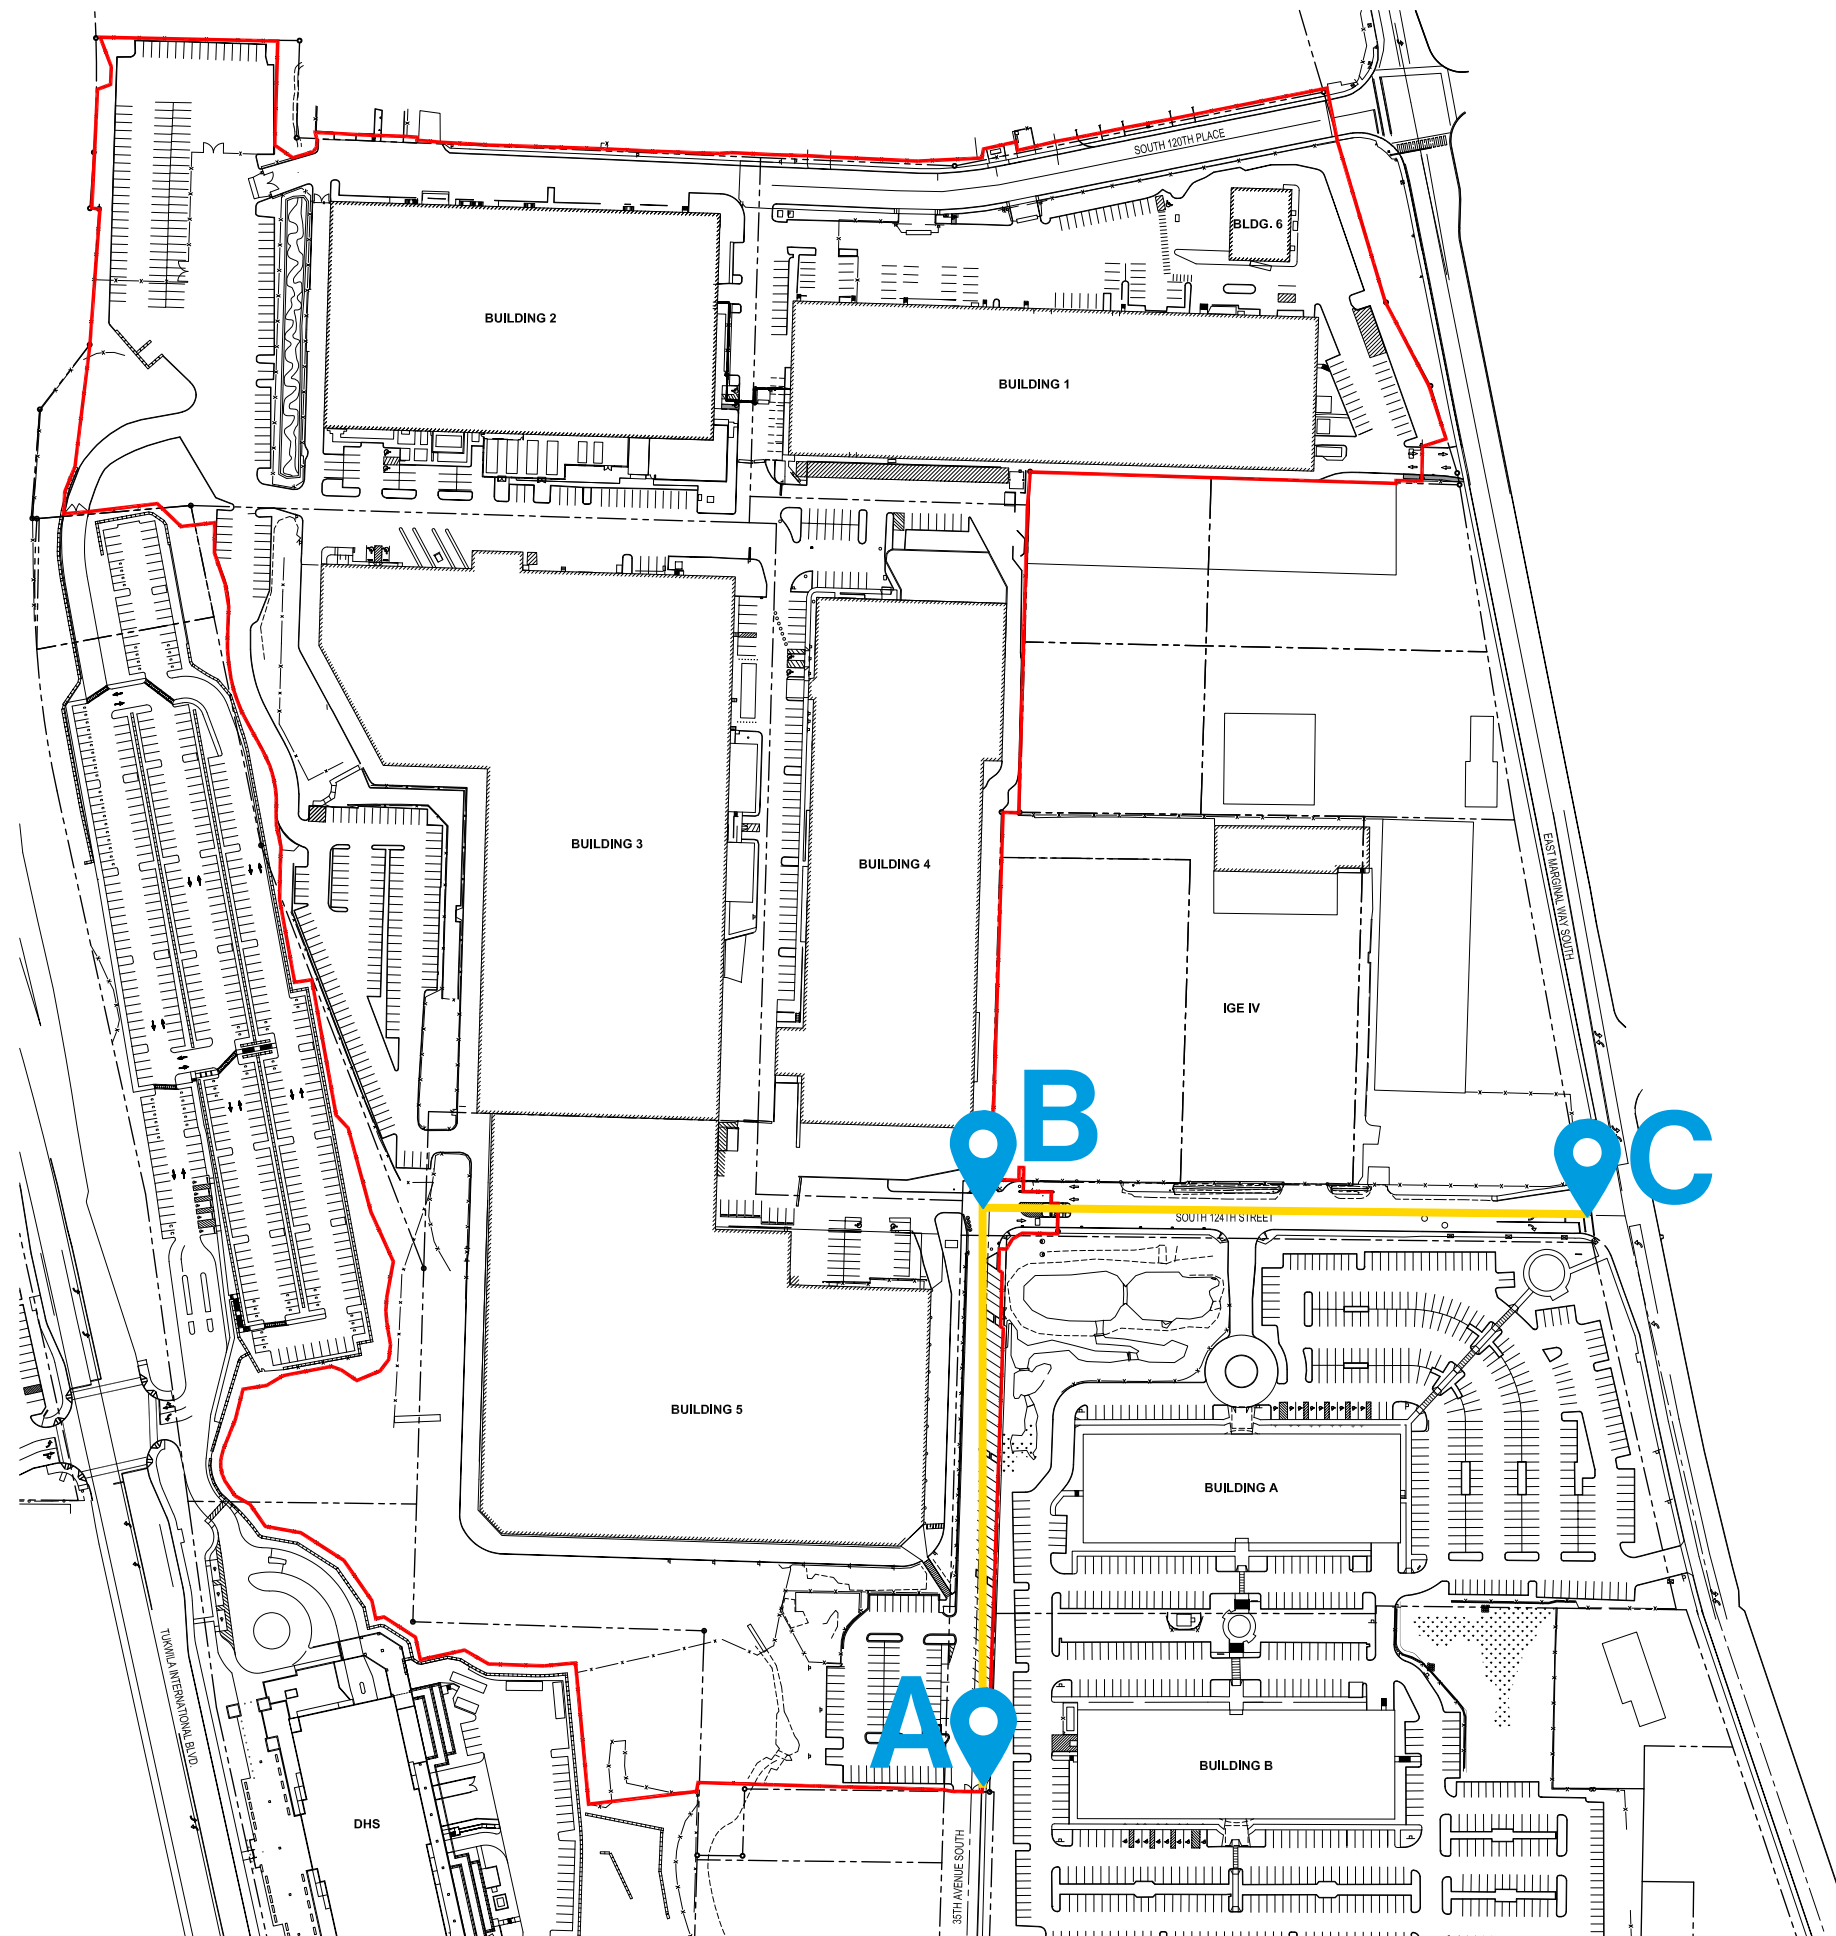 SOUTH 120TH PLACE
BLDG. 6
BUILDING 2
BUILDING 1
BUILDING 3
BUILDING 4
EAST MARGINAL WAY SOUTH
IGE IV
B
C
SOUTH 124TH STREET
BUILDING 5
BUILDING A
TUKWILA INTERNATIONAL BLVD.
A
BUILDING B
DHS
35TH AVENUE SOUTH